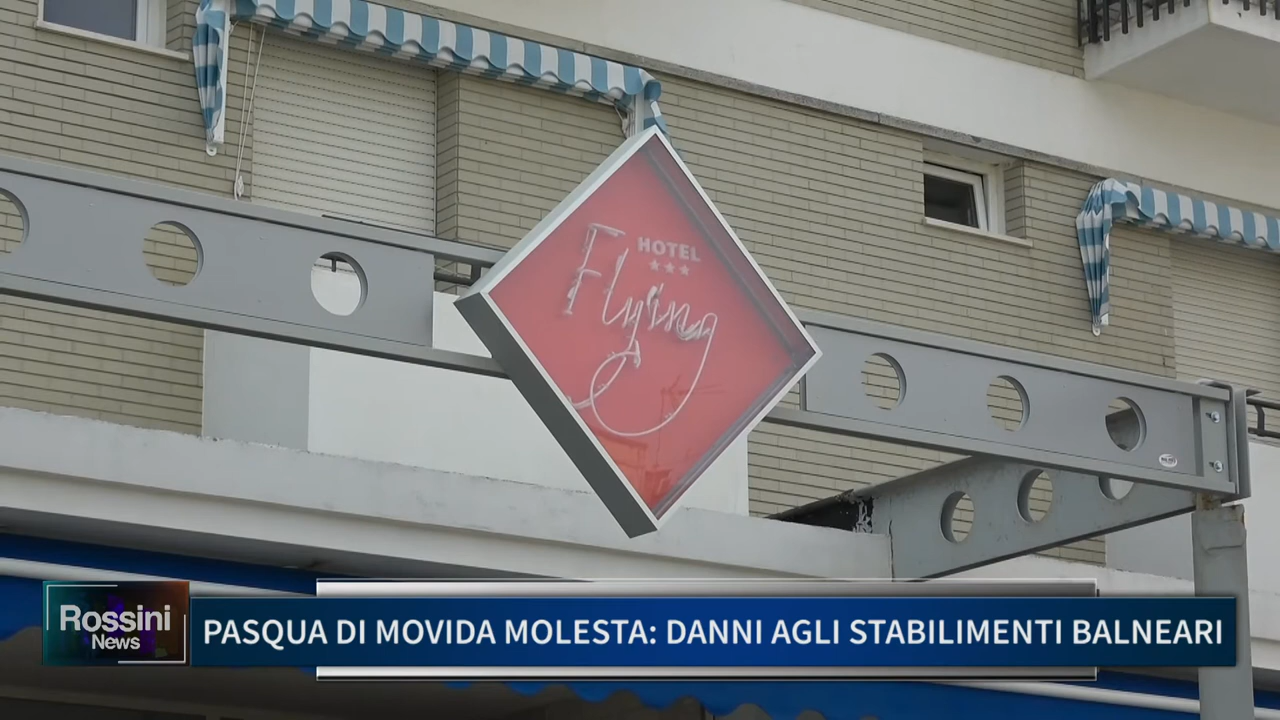 HOTEL
★★★
Flying
Rossini
News
PASQUA DI MOVIDA MOLESTA: DANNI AGLI STABILIMENTI BALNEARI